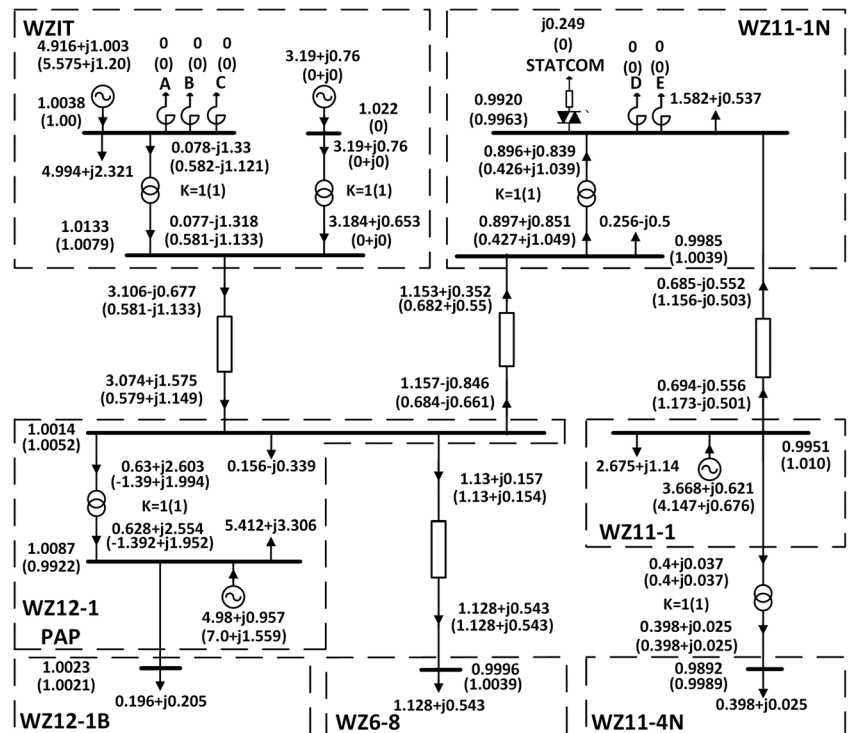 WZIT
4.916+j1.003
(5.575+j1.20)
0
(0)
A
0
(0)
B
0
(0)
C
3.19+j0.76
(0+j0)
1.0038
(1.00)
1.022
(0)
4.994+j2.321
0.078-j1.33
(0.582-j1.121)
K=1(1)
3.19+j0.76
(0+j0)
K=1(1)
1.0133
(1.0079)
0.077-j1.318
(0.581-j1.133)
3.184+j0.653
(0+j0)
WZ11-1N
j0.249
(0)
STATCOM
0
(0)
D
0
(0)
E
0.9920
(0.9963)
1.582+j0.537
0.896+j0.839
(0.426+j1.039)
K=1(1)
0.897+j0.851
(0.427+j1.049)
0.256-j0.5
0.9985
(1.0039)
3.106-j0.677
(0.581-j1.133)
1.153+j0.352
(0.682+j0.55)
0.685-j0.552
(1.156-j0.503)
3.074+j1.575
(0.579+j1.149)
1.157-j0.846
(0.684-j0.661)
0.694-j0.556
(1.173-j0.501)
1.0014
(1.0052)
0.63+j2.603
(-1.39+j1.994)
K=1(1)
0.156-j0.339
0.628+j2.554
(-1.392+j1.952)
5.412+j3.306
1.0087
(0.9922)
WZ12-1
PAP
4.98+j0.957
(7.0+j1.559)
1.13+j0.157
(1.13+j0.154)
1.128+j0.543
(1.128+j0.543)
0.9951
(1.010)
2.675+j1.14
3.668+j0.621
(4.147+j0.676)
WZ11-1
0.4+j0.037
(0.4+j0.037)
K=1(1)
0.398+j0.025
(0.398+j0.025)
1.0023
(1.0021)
0.196+j0.205
WZ12-1B
0.9996
(1.0039)
1.128+j0.543
WZ6-8
0.9892
(0.9989)
0.398+j0.025
WZ11-4N